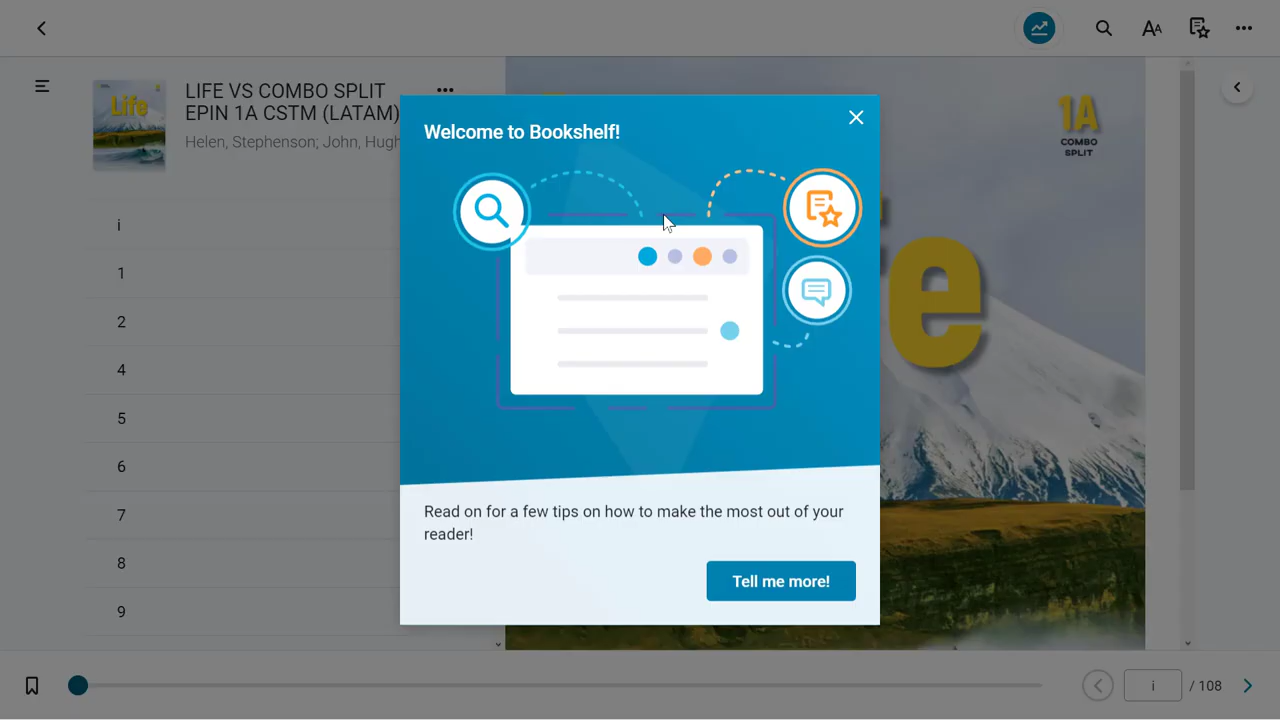 LIFE VS COMBO SPLIT
EPIN 1A CSTM (LATAM)
Helen, Stephenson; John, Hugh
Life
i
1
2
4
5
6
7
8
9
Welcome to Bookshelf!
Read on for a few tips on how to make the most out of your
reader!
Tell me more!
1A
COMBO
SPLIT
fe
i / 108